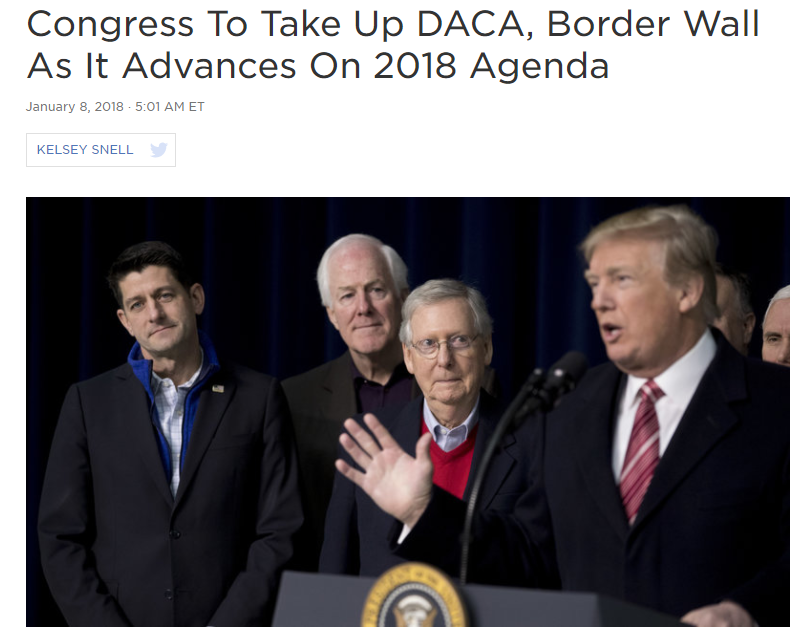 Congress To Take Up DACA, Border Wall
As It Advances On 2018 Agenda
January 8, 2018 · 5:01 AM ET
KELSEY SNELL